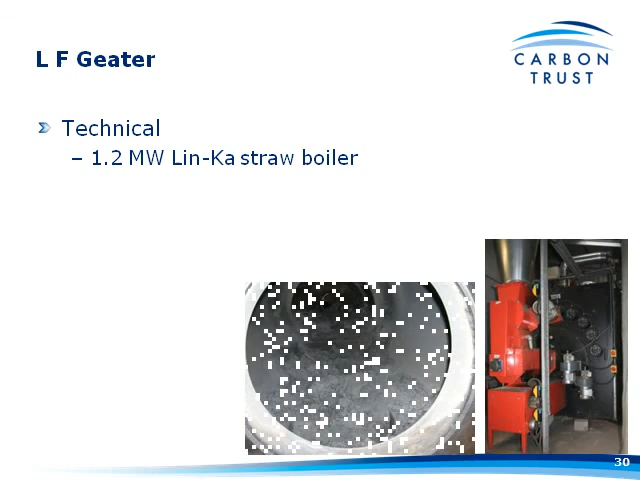 L F Geater
CARBON
TRUST
Technical
– 1.2 MW Lin-Ka straw boiler
30